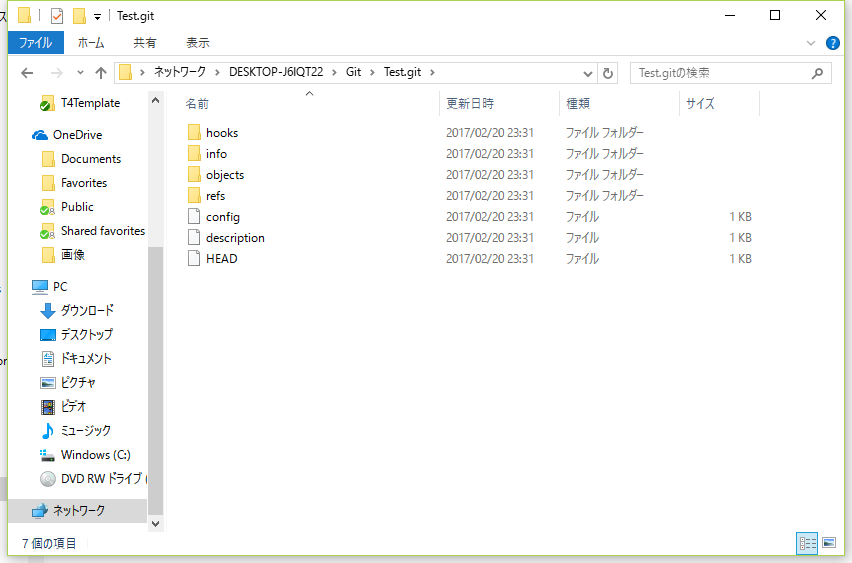 Test.git
ファイル ホーム 共有 表示
ネットワーク DESKTOP-J6IQT22 Git Test.git Test.gitの検索
T4Template
OneDrive
Documents
Favorites
Public
Shared favorites
画像
PC
ダウンロード
デスクトップ
ドキュメント
ピクチャ
ビデオ
ミュージック
Windows (C:)
DVD RW ドライブ (
ネットワーク
名前 更新日時 種類 サイズ
hooks 2017/02/20 23:31 ファイル フォルダー
info 2017/02/20 23:31 ファイル フォルダー
objects 2017/02/20 23:31 ファイル フォルダー
refs 2017/02/20 23:31 ファイル フォルダー
config 2017/02/20 23:31 ファイル 1 KB
description 2017/02/20 23:31 ファイル 1 KB
HEAD 2017/02/20 23:31 ファイル 1 KB
7 個の項目